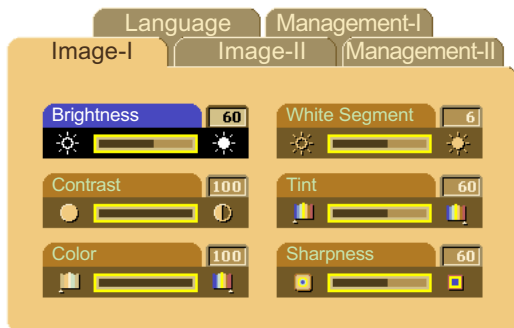 Language Management-I
Image-I Image-II Management-II
Brightness 60 White Segment 6
Contrast 100 Tint 60
Color 100 Sharpness 60